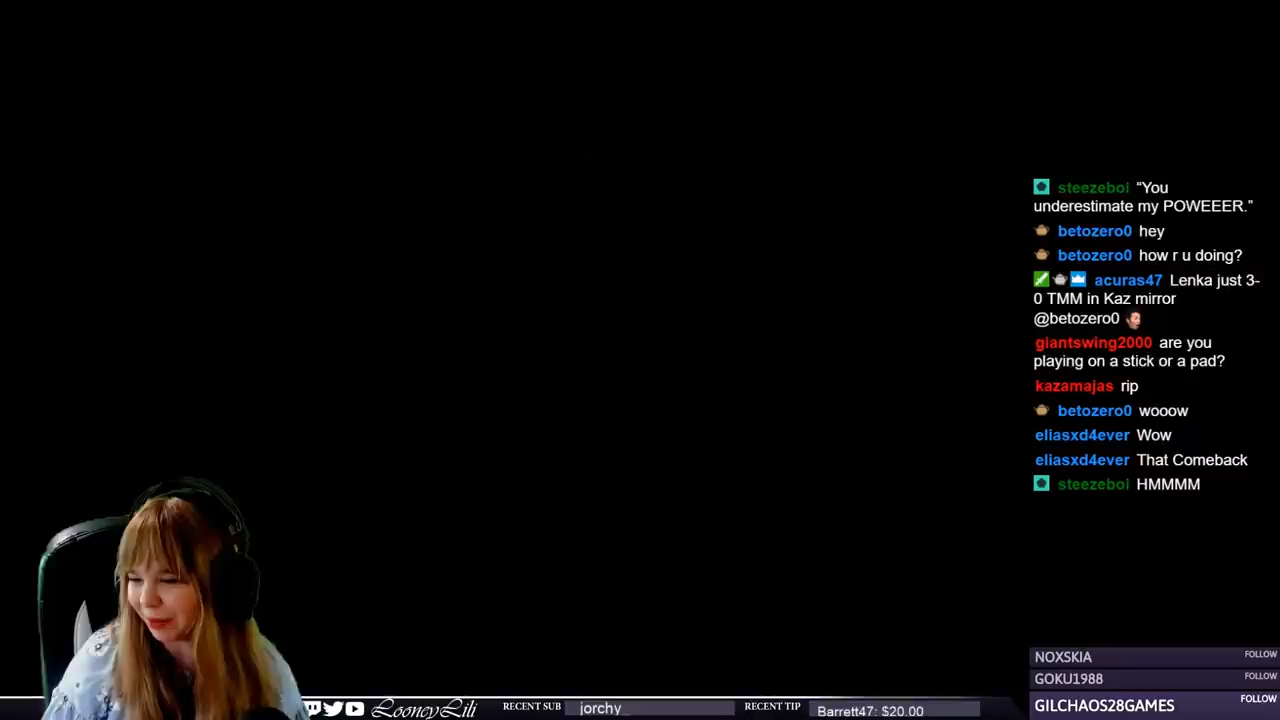 steezeboi “You
underestimate my POWEEER.”
betozero0 hey
betozero0 how r u doing?
acuras47 Lenka just 3-
0 TMM in Kaz mirror
@betozero0
giantswing2000 are you
playing on a stick or a pad?
kazamajas rip
betozero0 wooow
eliasxd4ever Wow
eliasxd4ever That Comeback
steezeboi HMMMM
NOXSKIA FOLLOW
GOKU1988 FOLLOW
GILCHAOS28GAMES FOLLOW
LooneyLili RECENT SUB jorchy_ RECENT TIP Barrett47: $20.00